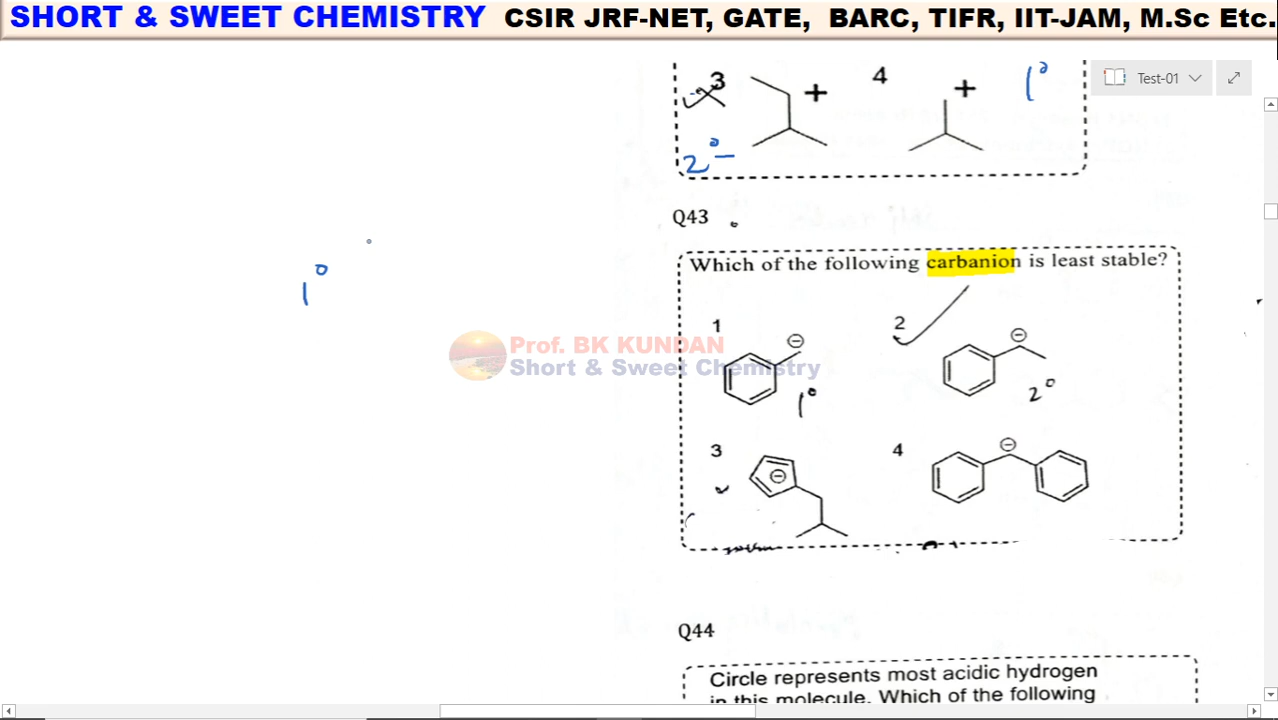 SHORT & SWEET CHEMISTRY CSIR JRF-NET, GATE, BARC, TIFR, IIT-JAM, M.Sc Etc.
3 + 4 + 1°
Test-01
2°
Q43
Which of the following carbanion is least stable?
1°
1 2
Prof. BK KUNDAN
Short & Sweet Chemistry
1° 2°
3 4
Q44
Circle represents most acidic hydrogen
in this molecule. Which of the following